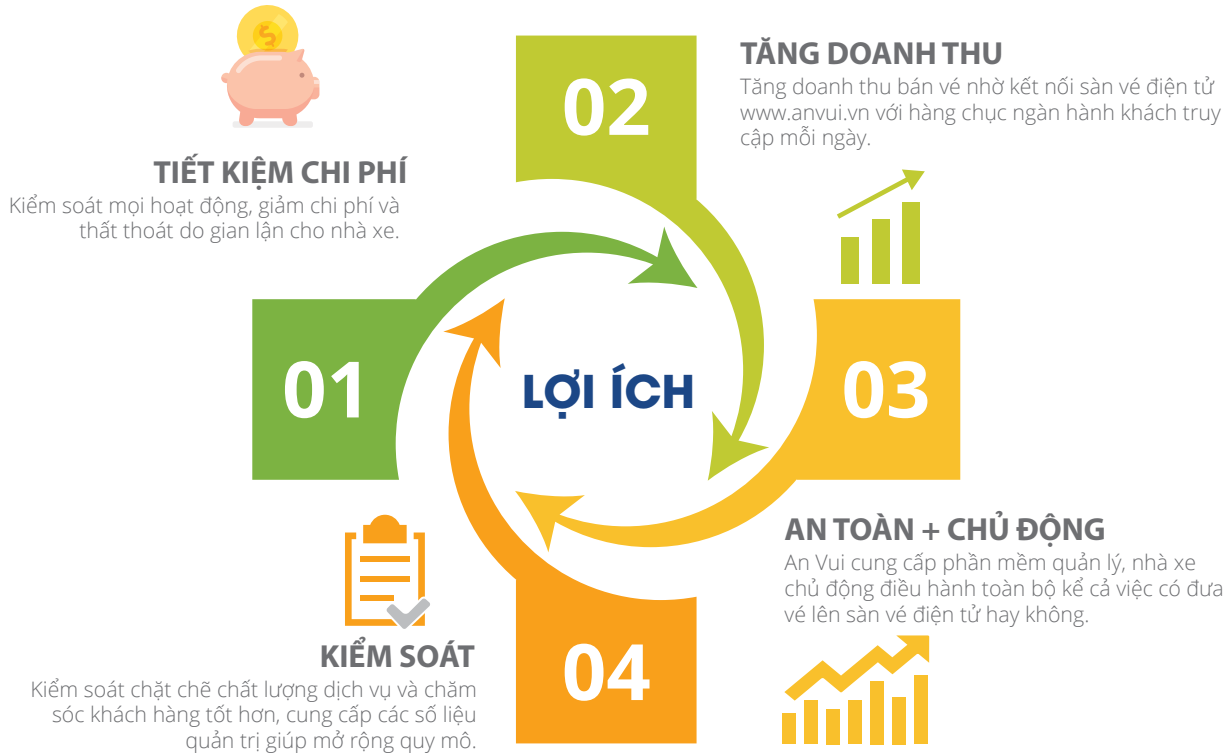 01
TIẾT KIỆM CHI PHÍ
Kiểm soát mọi hoạt động, giảm chi phí và
thất thoát do gian lận cho nhà xe.
02
TĂNG DOANH THU
Tăng doanh thu bán vé nhờ kết nối sàn vé điện tử
www.anvui.vn với hàng chục ngàn hành khách truy
cập mỗi ngày.
LỢI ÍCH
03
AN TOÀN + CHỦ ĐỘNG
An Vui cung cấp phần mềm quản lý, nhà xe
chủ động điều hành toàn bộ kể cả việc có đưa
vé lên sàn vé điện tử hay không.
04
KIỂM SOÁT
Kiểm soát chặt chẽ chất lượng dịch vụ và chăm
sóc khách hàng tốt hơn, cung cấp các số liệu
quản trị giúp mở rộng quy mô.